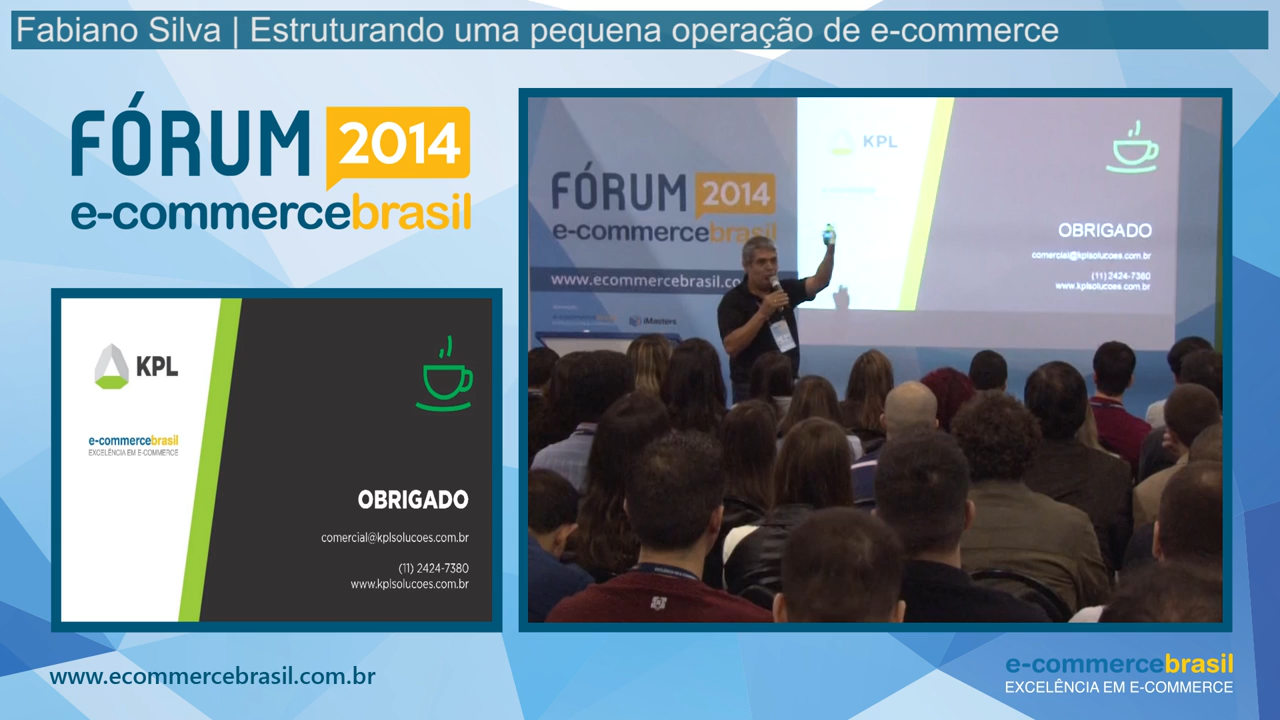 Fabiano Silva | Estruturando uma pequena operação de e-commerce
FÓRUM 2014
e-commercebrasil
KPL
e-commercebrasil
EXCELÊNCIA EM E-COMMERCE
OBRIGADO
comercial@kplsolucoes.com.br
(11) 2424-7380
www.kplsolucoes.com.br
FÓRUM 2014
e-commercebrasil
www.ecommercebrasil.co
iMasters
KPL
OBRIGADO
comercial@kplsolucoes.com.br
(11) 2424-7380
www.kplsolucoes.com.br
www.ecommercebrasil.com.br
e-commercebrasil
EXCELÊNCIA EM E-COMMERCE